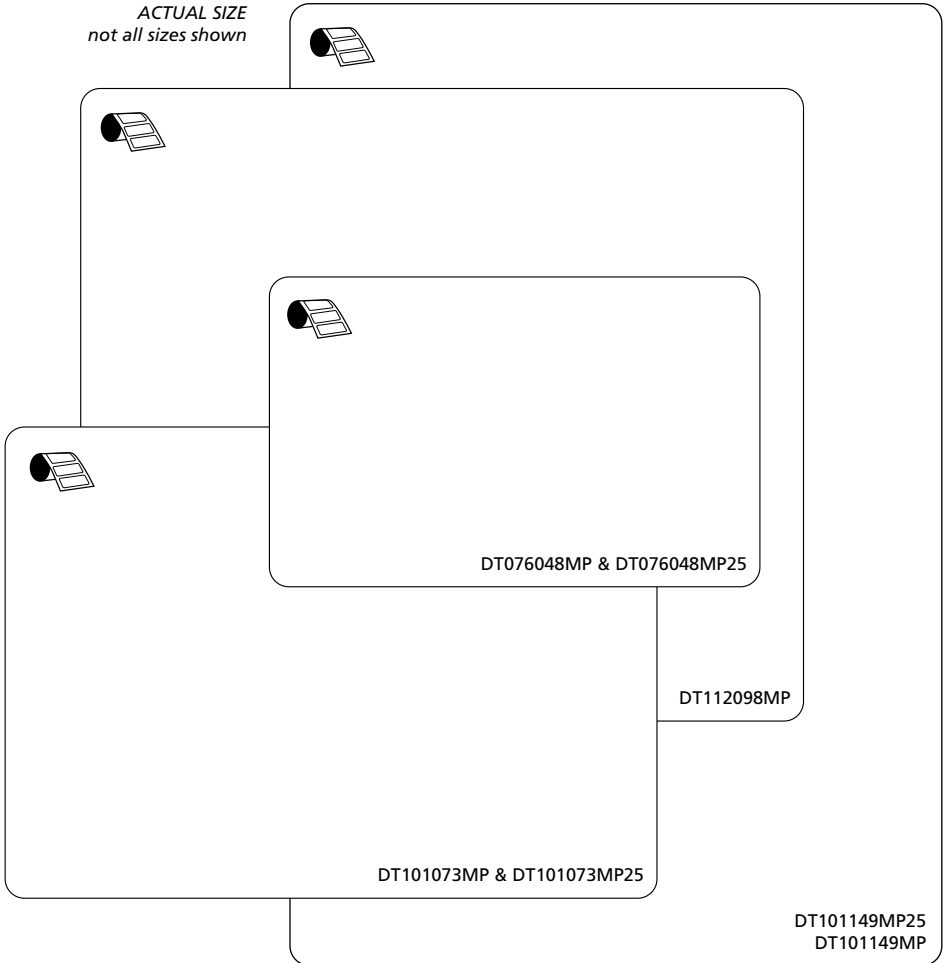 ACTUAL SIZE
not all sizes shown
DT076048MP & DT076048MP25
DT112098MP
DT101073MP & DT101073MP25
DT101149MP25
DT101149MP